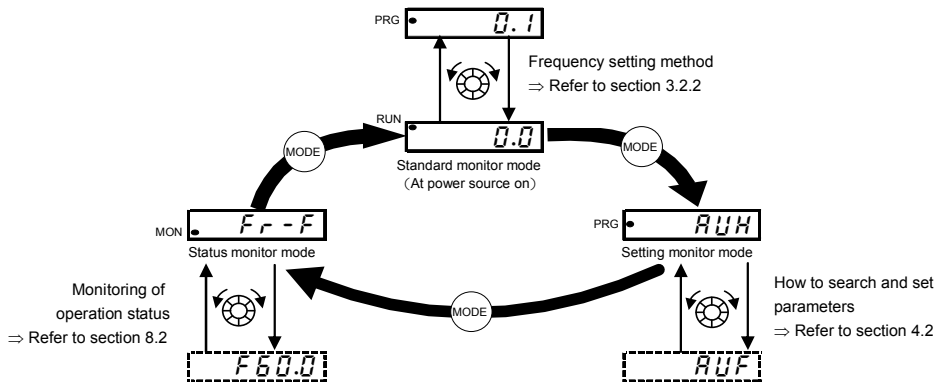 PRG
0.1
Frequency setting method
⇒ Refer to section 3.2.2
RUN
0.0
MODE
MODE
Standard monitor mode
(At power source on)
MON
Fr-F
Status monitor mode
PRG
AUH
Setting monitor mode
Monitoring of
operation status
⇒ Refer to section 8.2
MODE
How to search and set
parameters
⇒ Refer to section 4.2
F60.0
AUF